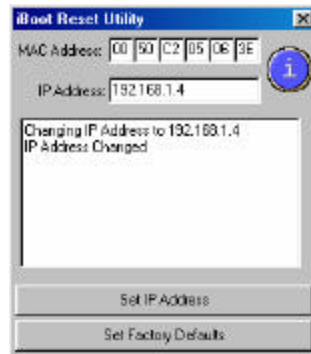 iBoot Reset Utility
MAC Address: 00 50 C2 05 06 3E
IP Address: 192.168.1.4
i
Changing IP Address to 192.168.1.4
IP Address Changed
Set IP Address
Set Factory Defaults